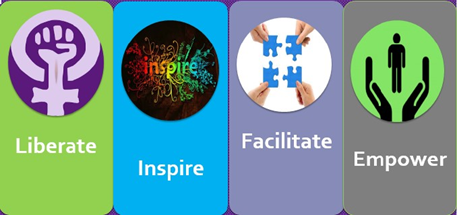 Liberate
inspire
Inspire
Facilitate
Empower